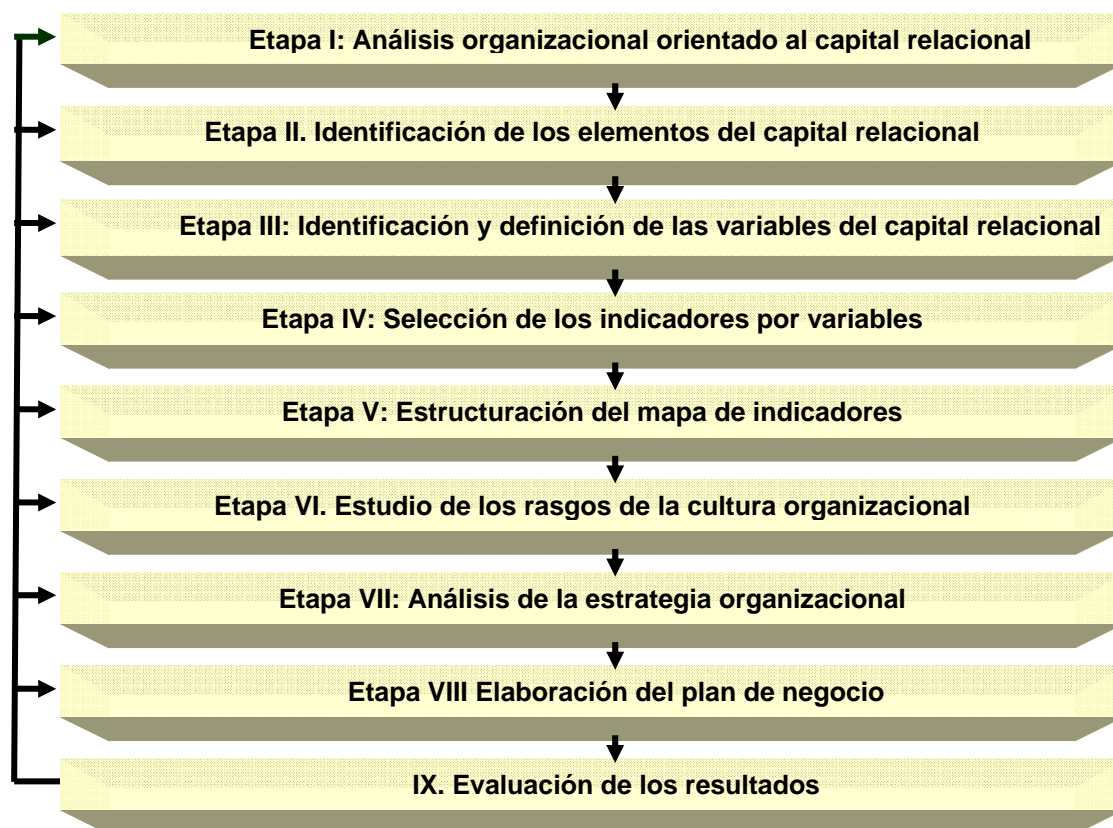 Etapa I: Análisis organizacional orientado al capital relacional
Etapa II. Identificación de los elementos del capital relacional
Etapa III: Identificación y definición de las variables del capital relacional
Etapa IV: Selección de los indicadores por variables
Etapa V: Estructuración del mapa de indicadores
Etapa VI. Estudio de los rasgos de la cultura organizacional
Etapa VII: Análisis de la estrategia organizacional
Etapa VIII Elaboración del plan de negocio
IX. Evaluación de los resultados